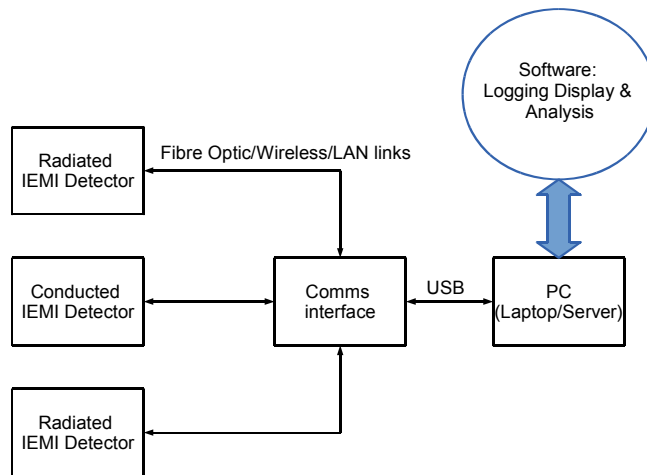 Software:
Logging Display &
Analysis
Radiated
IEMI Detector
Fibre Optic/Wireless/LAN links
Conducted
IEMI Detector
Comms
interface
USB
PC
(Laptop/Server)
Radiated
IEMI Detector